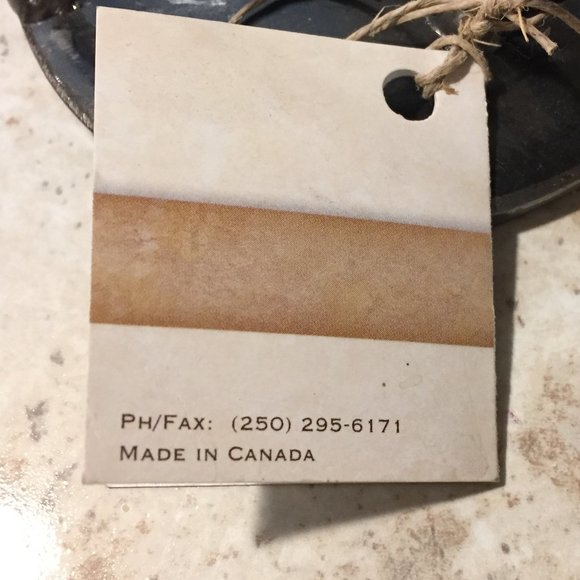 PH/FAX: (250) 295-6171
MADE IN CANADA